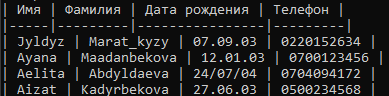 | Имя | Фамилия | Дата рождения | Телефон |
|-----|---------|---------------|---------|
| Jyldyz | Marat_kyzy | 07.09.03 | 0220152634 |
| Ayana | Maadanbekova | 12.01.03 | 0700123456 |
| Aelita | Abdyldaeva | 24/07/04 | 0704094172 |
| Aizat | Kadyrbekova | 27.06.03 | 0500234568 |